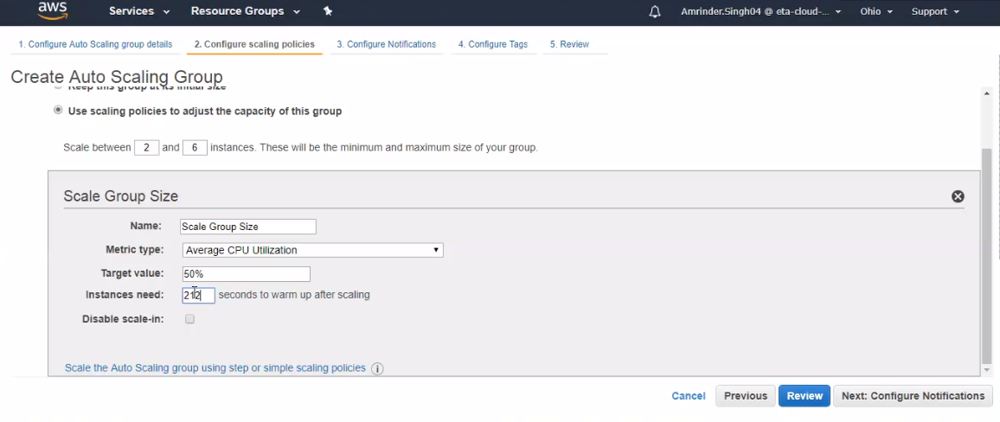 aws Services Resource Groups Amrinder.Singh04 @ eta-cloud-... Ohio Support
1. Configure Auto Scaling group details 2. Configure scaling policies 3. Configure Notifications 4. Configure Tags 5. Review
Create Auto Scaling Group
Keep this group at its initial size
Use scaling policies to adjust the capacity of this group
Scale between 2 and 6 instances. These will be the minimum and maximum size of your group.
Scale Group Size
Name: Scale Group Size
Metric type: Average CPU Utilization
Target value: 50%
Instances need: 212 seconds to warm up after scaling
Disable scale-in:
Scale the Auto Scaling group using step or simple scaling policies i
Cancel Previous Review Next: Configure Notifications